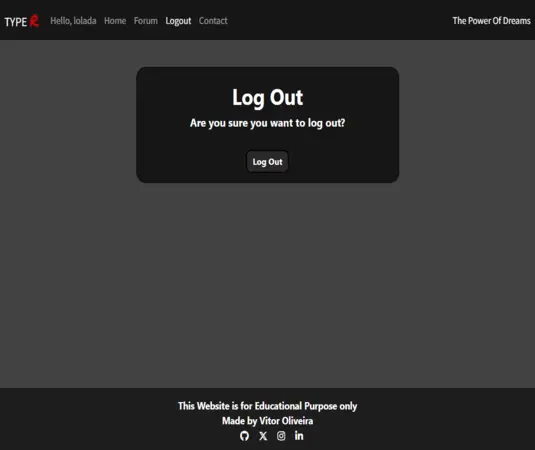 TYPE R Hello, lolada Home Forum Logout Contact The Power Of Dreams
Log Out
Are you sure you want to log out?
Log Out
This Website is for Educational Purpose only
Made by Vitor Oliveira